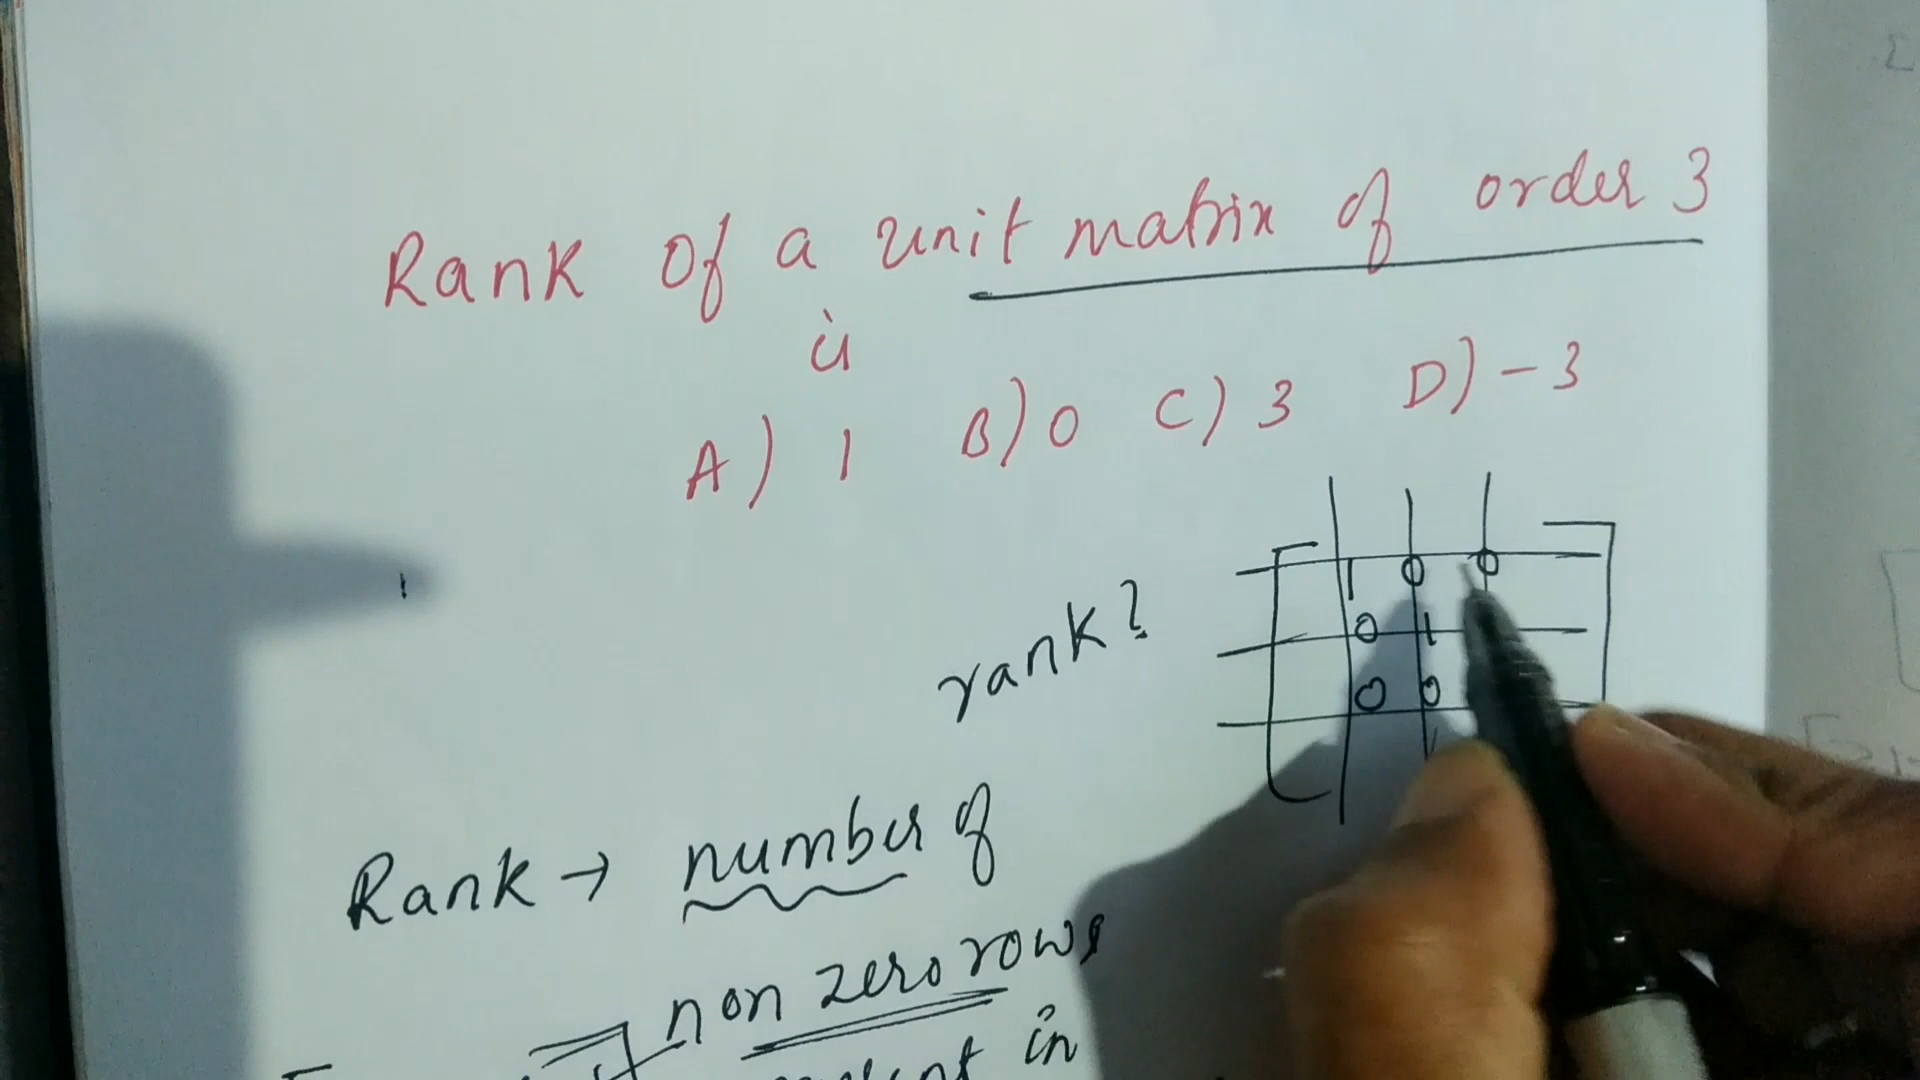 Rank of a unit matrix of order 3
is
A) 1 B) 0 C) 3 D) -3
rank?
1 0 0
0 1
0 0
Rank → number of
non zero rows
in